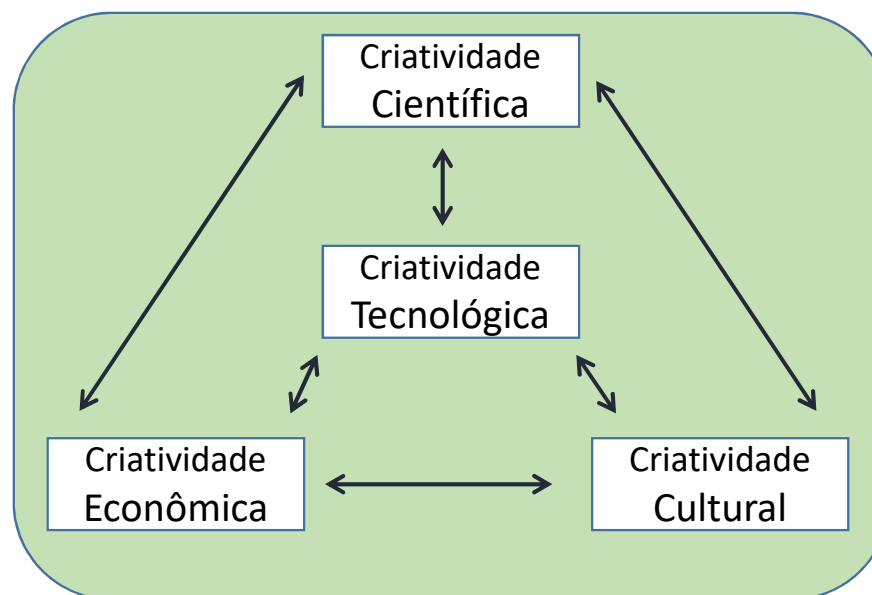 Criatividade
Científica
Criatividade
Tecnológica
Criatividade
Econômica
Criatividade
Cultural